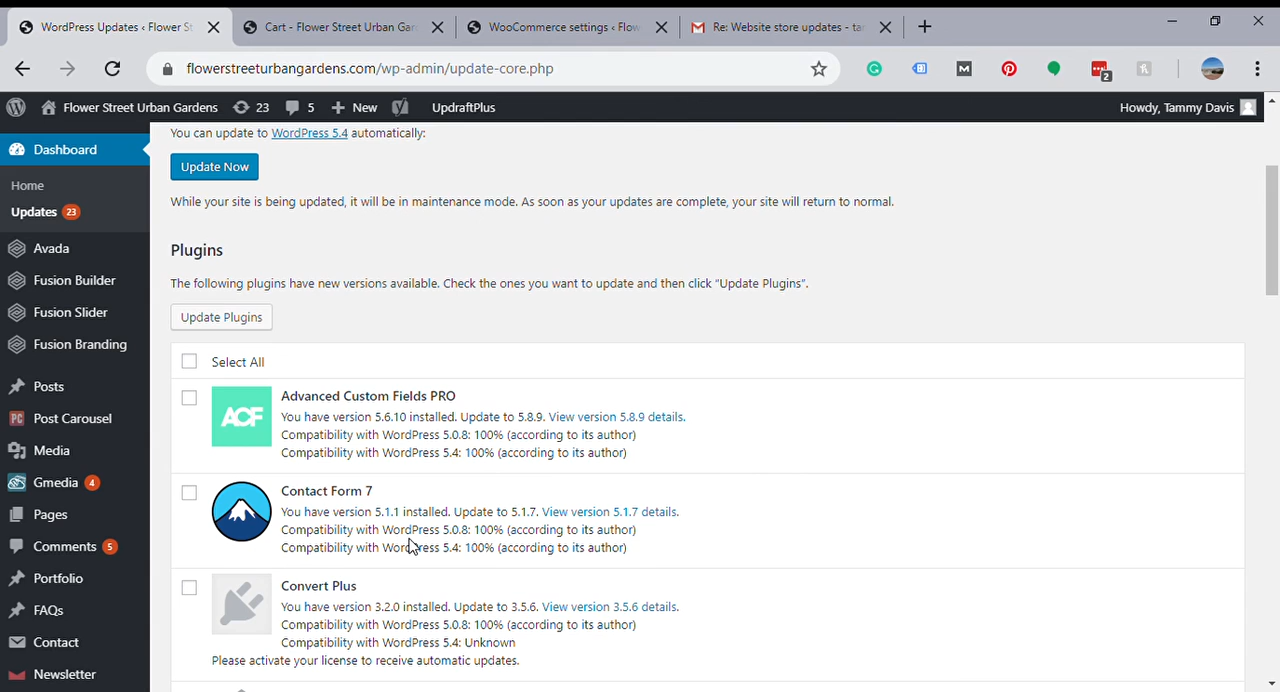 WordPress Updates ‹ Flower St
Cart - Flower Street Urban Gar
WooCommerce settings ‹ Flow
Re: Website store updates - ta
flowerstreeturbangardens.com/wp-admin/update-core.php
2
Flower Street Urban Gardens 23 5 New UpdraftPlus Howdy, Tammy Davis
Dashboard
Home
Updates 23
Avada
Fusion Builder
Fusion Slider
Fusion Branding
Posts
PC Post Carousel
Media
Gmedia 4
Pages
Comments 5
Portfolio
FAQs
Contact
Newsletter
You can update to WordPress 5.4 automatically:
Update Now
While your site is being updated, it will be in maintenance mode. As soon as your updates are complete, your site will return to normal.
Plugins
The following plugins have new versions available. Check the ones you want to update and then click “Update Plugins”.
Update Plugins
Select All
ACF
Advanced Custom Fields PRO
You have version 5.6.10 installed. Update to 5.8.9. View version 5.8.9 details.
Compatibility with WordPress 5.0.8: 100% (according to its author)
Compatibility with WordPress 5.4: 100% (according to its author)
Contact Form 7
You have version 5.1.1 installed. Update to 5.1.7. View version 5.1.7 details.
Compatibility with WordPress 5.0.8: 100% (according to its author)
Compatibility with WordPress 5.4: 100% (according to its author)
Convert Plus
You have version 3.2.0 installed. Update to 3.5.6. View version 3.5.6 details.
Compatibility with WordPress 5.0.8: 100% (according to its author)
Compatibility with WordPress 5.4: Unknown
Please activate your license to receive automatic updates.